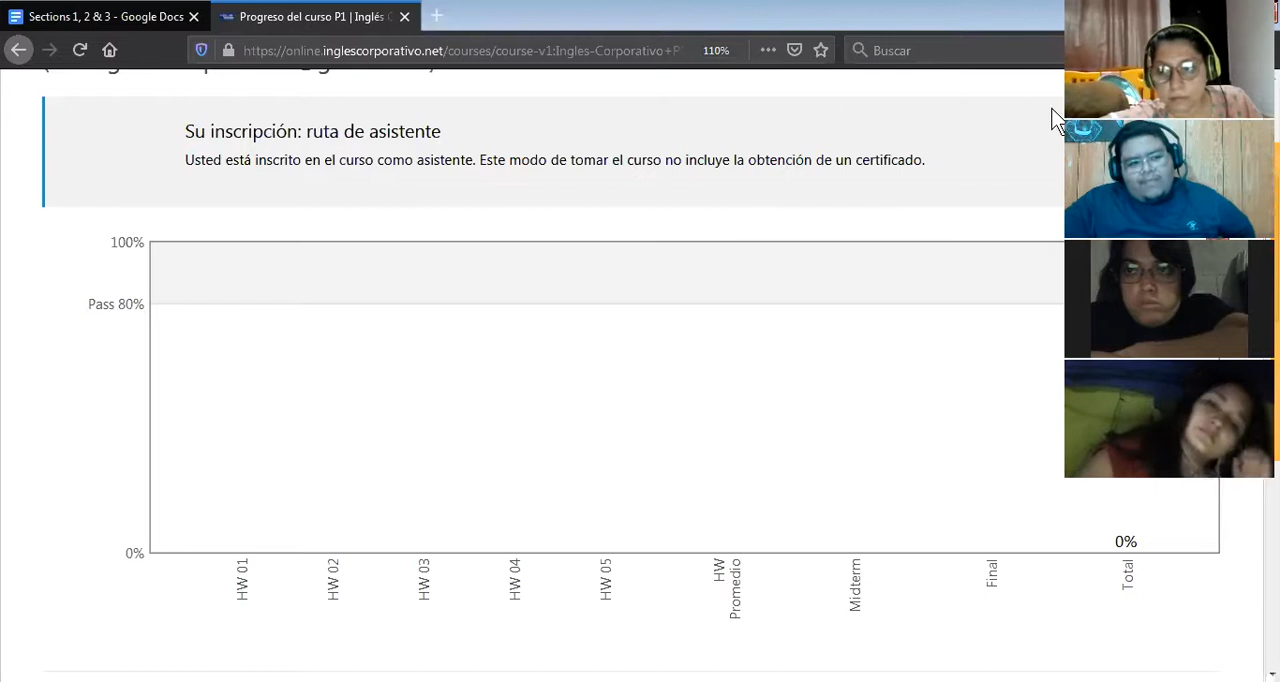 Sections 1, 2 & 3 - Google Docs
Progreso del curso P1 | Inglés C
https://online.inglescorporativo.net/courses/course-v1:Ingles-Corporativo+P
110%
Buscar
Su inscripción: ruta de asistente
Usted está inscrito en el curso como asistente. Este modo de tomar el curso no incluye la obtención de un certificado.
100%
Pass 80%
0%
0%
HW 01
HW 02
HW 03
HW 04
HW 05
HW
Promedio
Midterm
Final
Total